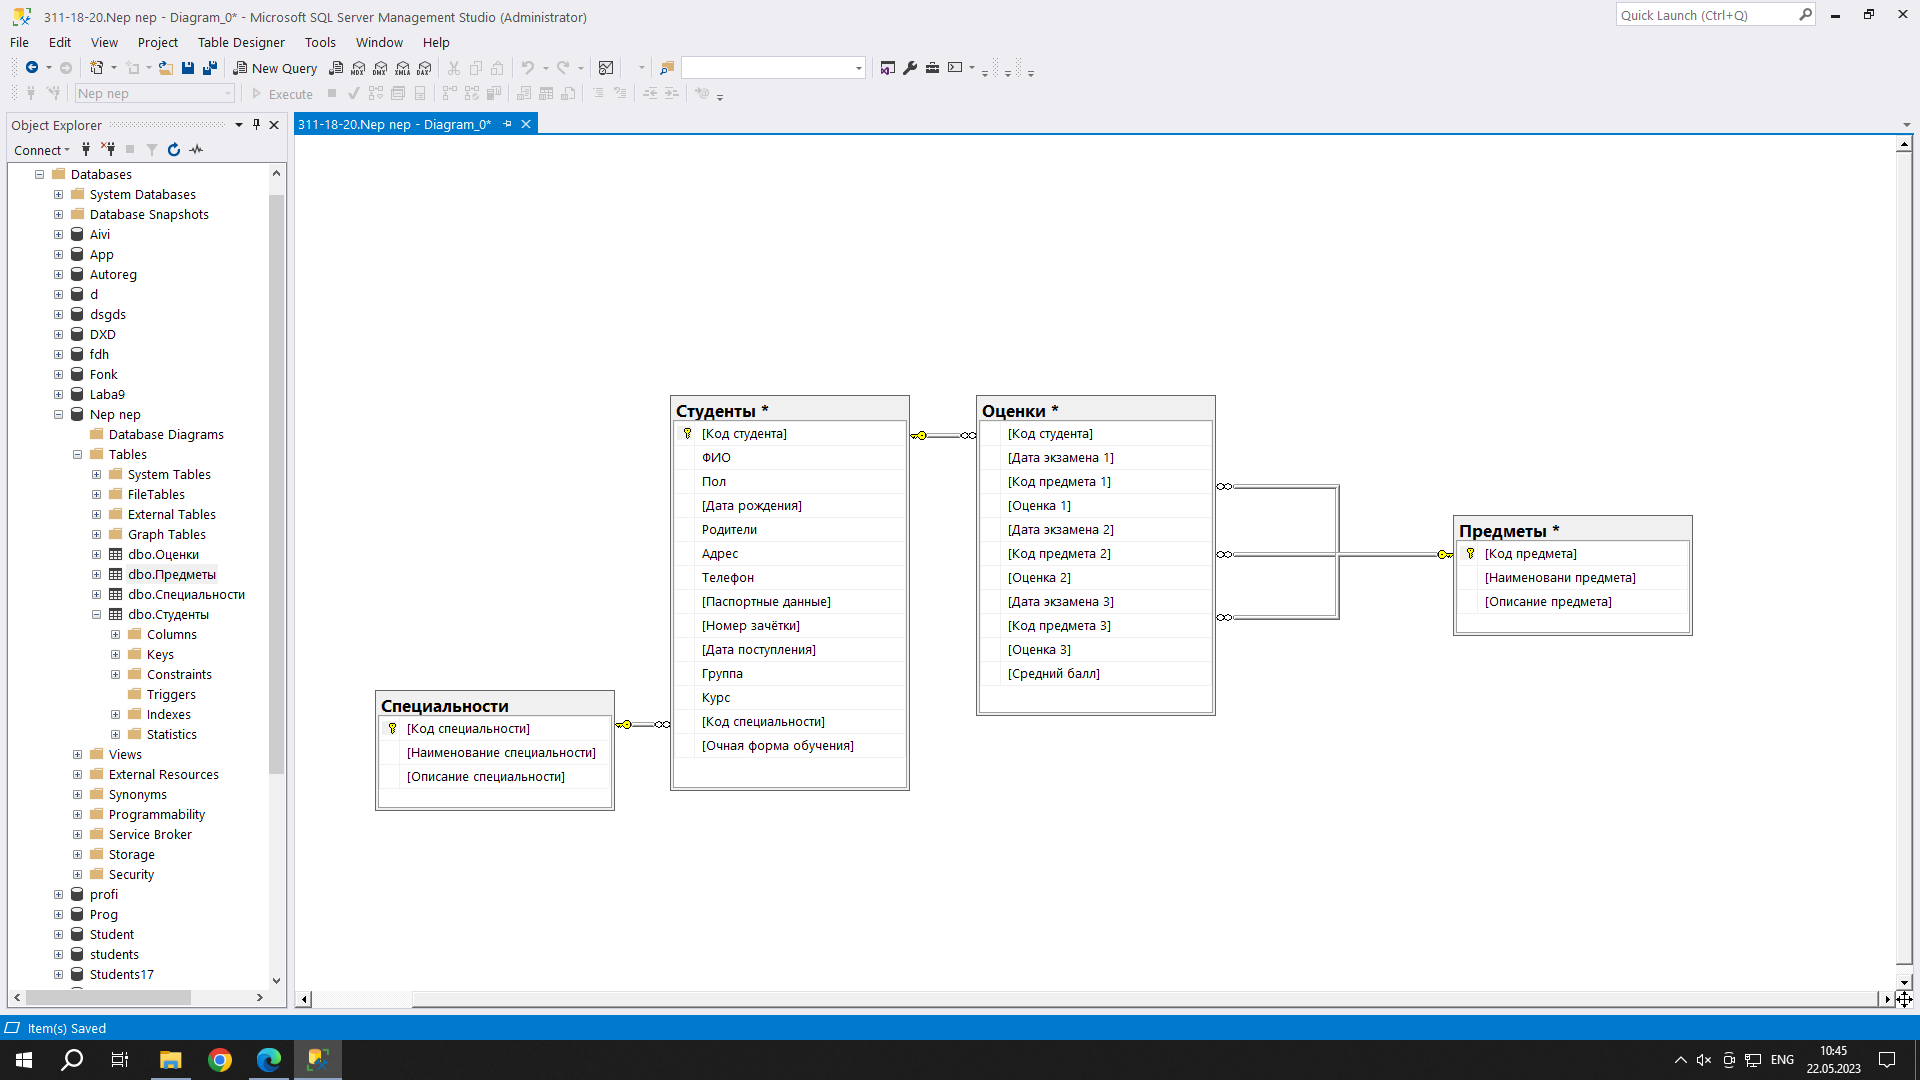 311-18-20.Nep nep - Diagram_0* - Microsoft SQL Server Management Studio (Administrator)
Quick Launch (Ctrl+Q)
File Edit View Project Table Designer Tools Window Help
New Query
MDX DMX XMLA DAX
Nep nep
Execute
Object Explorer
311-18-20.Nep nep - Diagram_0*
Connect
Databases
System Databases
Database Snapshots
Aivi
App
Autoreg
d
dsgds
DXD
fdh
Fonk
Laba9
Nep nep
Database Diagrams
Tables
System Tables
FileTables
External Tables
Graph Tables
dbo.Оценки
dbo.Предметы
dbo.Специальности
dbo.Студенты
Columns
Keys
Constraints
Triggers
Indexes
Statistics
Views
External Resources
Synonyms
Programmability
Service Broker
Storage
Security
profi
Prog
Student
students
Students17
Специальности
[Код специальности]
[Наименование специальности]
[Описание специальности]
Студенты *
[Код студента]
ФИО
Пол
[Дата рождения]
Родители
Адрес
Телефон
[Паспортные данные]
[Номер зачётки]
[Дата поступления]
Группа
Курс
[Код специальности]
[Очная форма обучения]
Оценки *
[Код студента]
[Дата экзамена 1]
[Код предмета 1]
[Оценка 1]
[Дата экзамена 2]
[Код предмета 2]
[Оценка 2]
[Дата экзамена 3]
[Код предмета 3]
[Оценка 3]
[Средний балл]
Предметы *
[Код предмета]
[Наименовани предмета]
[Описание предмета]
Item(s) Saved
ENG
10:45
22.05.2023